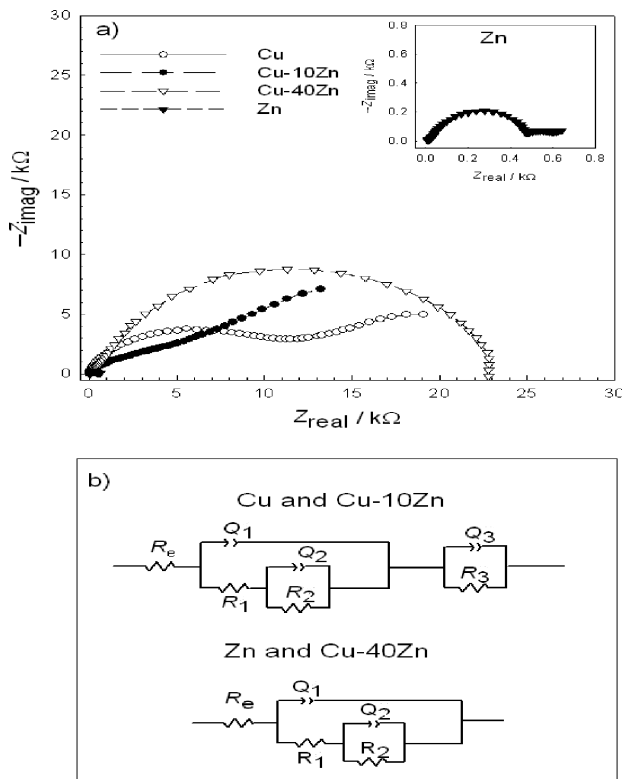 a)
Cu
Cu-10Zn
Cu-40Zn
Zn
−Zimag / kΩ
-30
-25
-20
-15
-10
-5
0
0 5 10 15 20 25 30
Zreal / kΩ
Zn
−Zimag / kΩ
-0.8
-0.6
-0.4
0.2
0.0
0.0 0.2 0.4 0.6 0.8
Zreal / kΩ
b)
Cu and Cu-10Zn
Re
Q1
R1
Q2
R2
Q3
R3
Zn and Cu-40Zn
Re
Q1
R1
Q2
R2